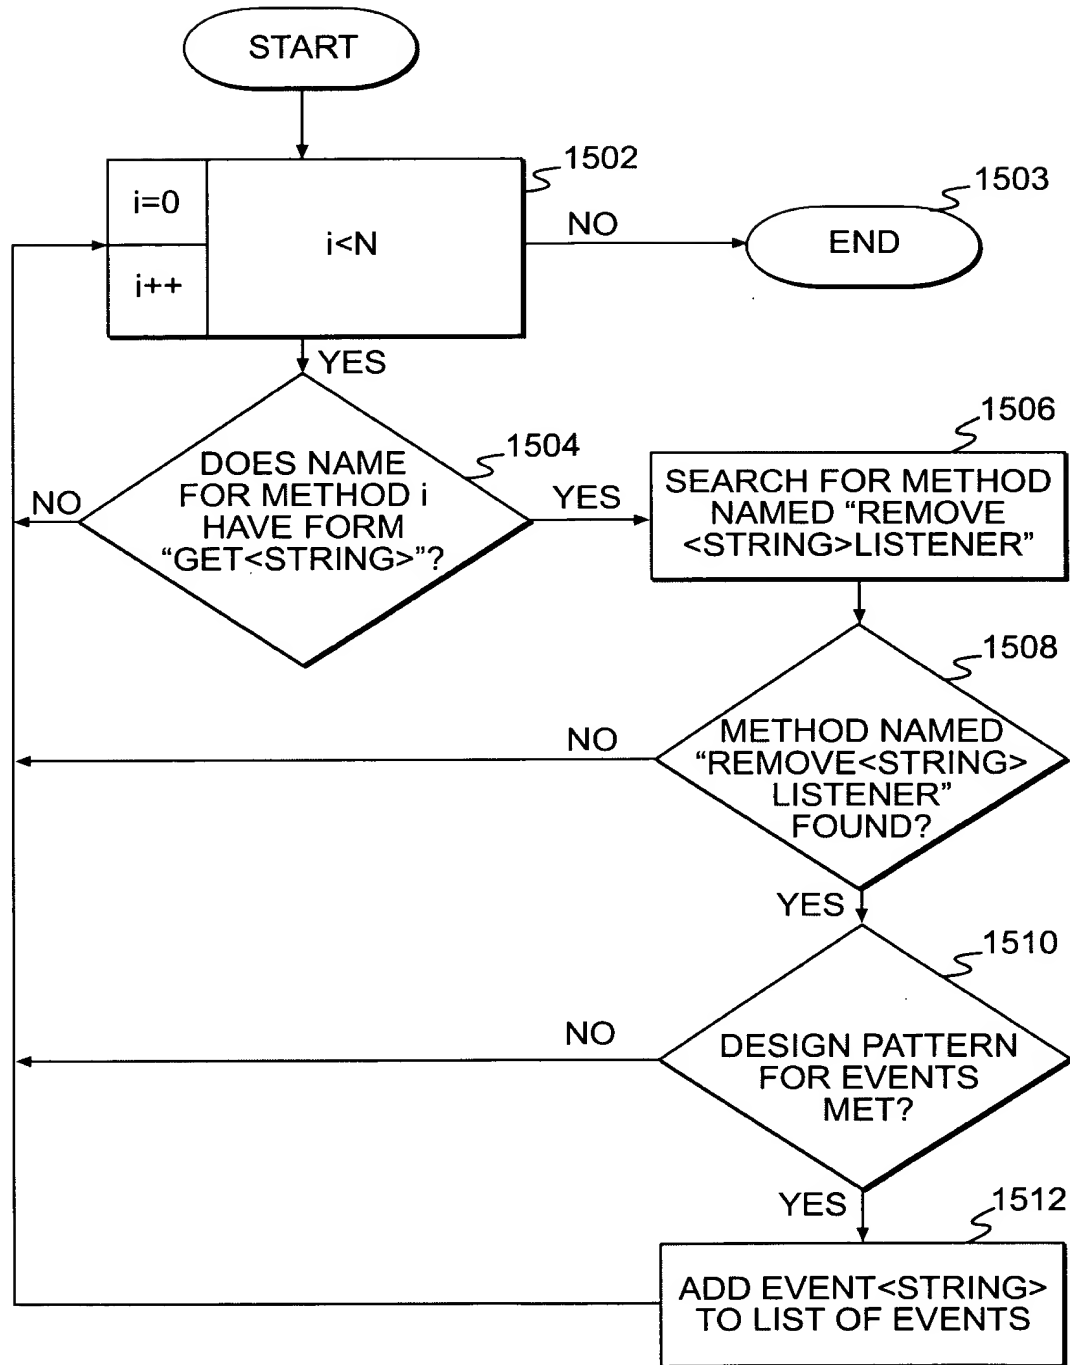 START
1502
i=0
i<N
i++
NO
1503
END
YES
1504
DOES NAME
FOR METHOD i
HAVE FORM
“GET<STRING>”?
NO
YES
1506
SEARCH FOR METHOD
NAMED “REMOVE
<STRING>LISTENER”
1508
METHOD NAMED
“REMOVE<STRING>
LISTENER”
FOUND?
NO
YES
1510
DESIGN PATTERN
FOR EVENTS
MET?
NO
YES
1512
ADD EVENT<STRING>
TO LIST OF EVENTS